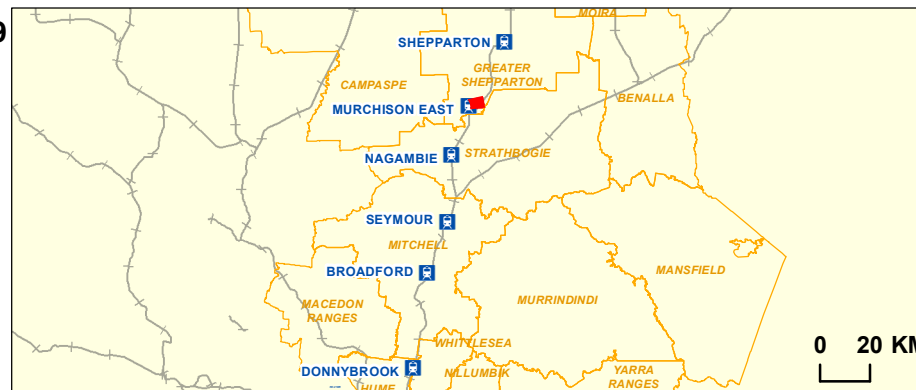 MOIRA
9
SHEPPARTON
GREATER
SHEPPARTON
CAMPASPE
BENALLA
MURCHISON EAST
NAGAMBIE
STRATHBOGIE
SEYMOUR
MITCHELL
BROADFORD
MANSFIELD
MURRINDINDI
MACEDON
RANGES
WHITTLESEA
0 20 KM
DONNYBROOK
NILLUMBIK
YARRA
RANGES
HUME